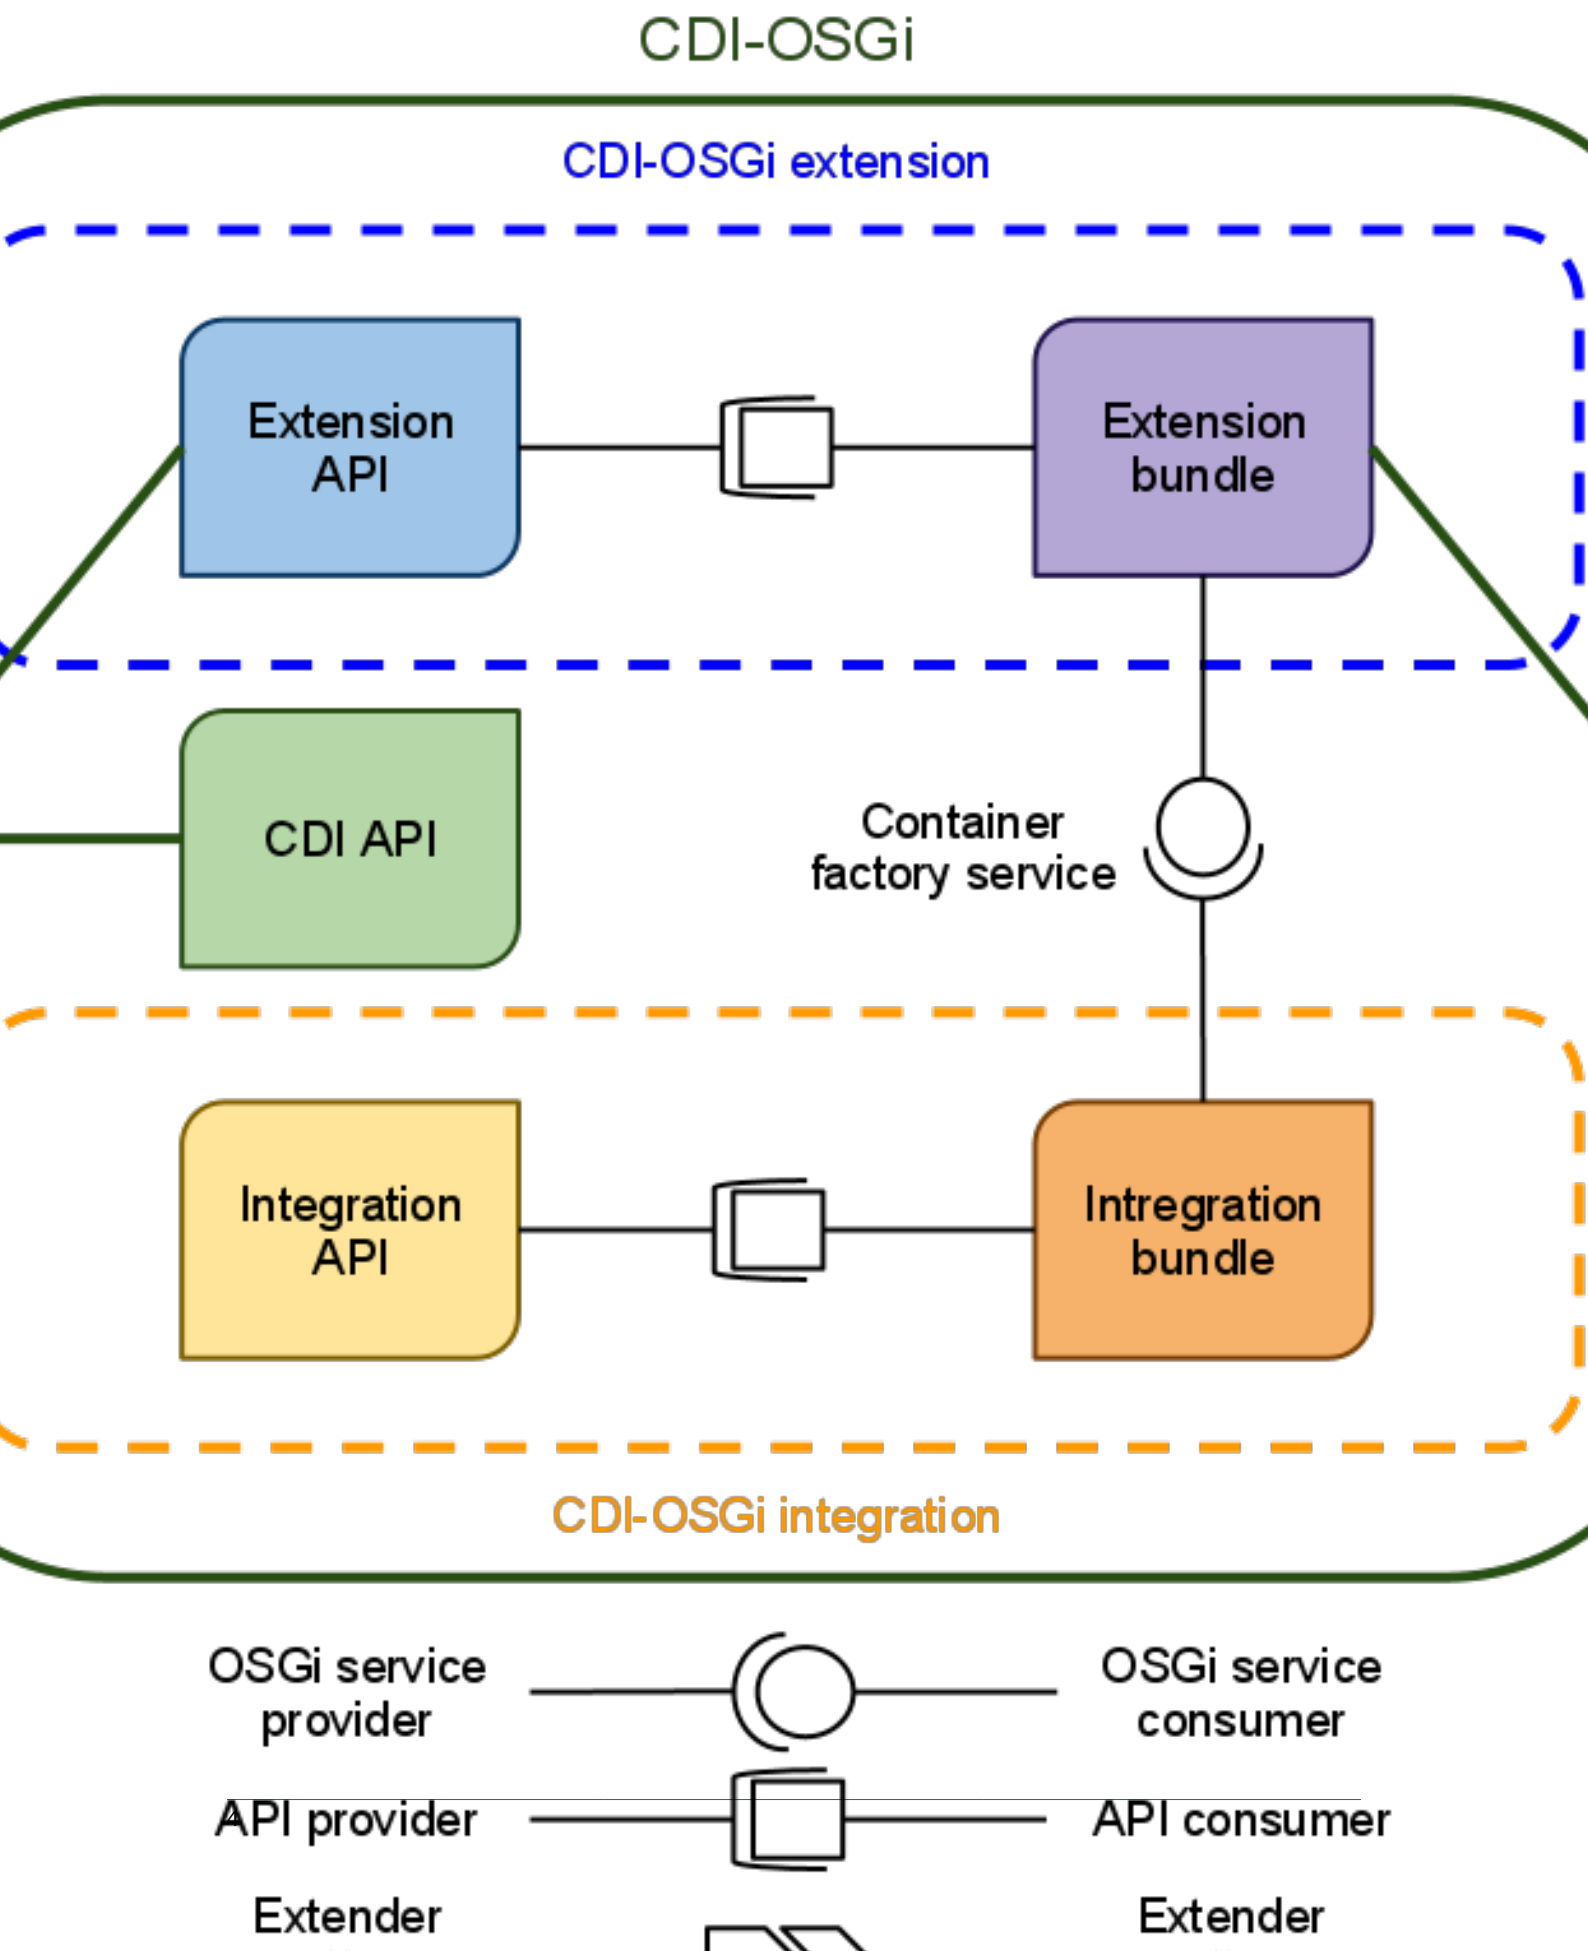 CDI-OSGi
CDI-OSGi extension
Extension
API
Extension
bundle
CDI API
Container
factory service
Integration
API
Intregration
bundle
CDI-OSGi integration
OSGi service
provider
OSGi service
consumer
API provider
4
API consumer
Extender
Extender